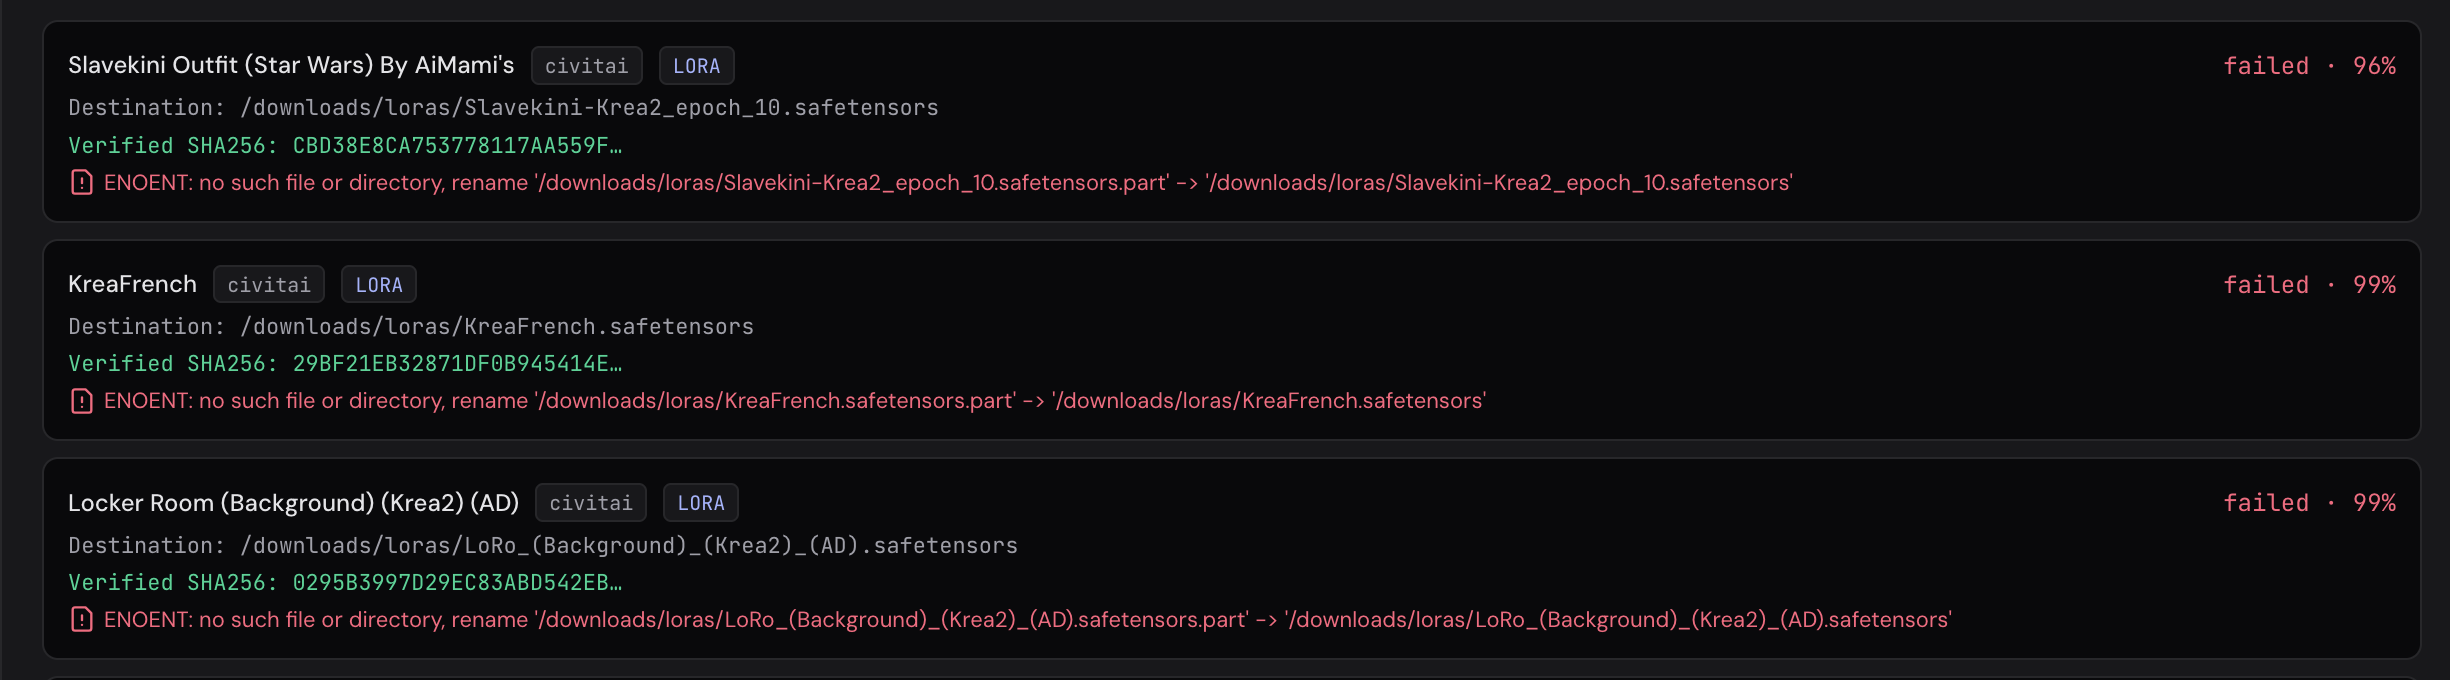 Slavekini Outfit (Star Wars) By AiMami's civitai LORA failed · 96%
Destination: /downloads/loras/Slavekini-Krea2_epoch_10.safetensors
Verified SHA256: CBD38E8CA753778117AA559F…
ENOENT: no such file or directory, rename '/downloads/loras/Slavekini-Krea2_epoch_10.safetensors.part' -> '/downloads/loras/Slavekini-Krea2_epoch_10.safetensors'
KreaFrench civitai LORA failed · 99%
Destination: /downloads/loras/KreaFrench.safetensors
Verified SHA256: 29BF21EB32871DF0B945414E…
ENOENT: no such file or directory, rename '/downloads/loras/KreaFrench.safetensors.part' -> '/downloads/loras/KreaFrench.safetensors'
Locker Room (Background) (Krea2) (AD) civitai LORA failed · 99%
Destination: /downloads/loras/LoRo_(Background)_(Krea2)_(AD).safetensors
Verified SHA256: 0295B3997D29EC83ABD542EB…
ENOENT: no such file or directory, rename '/downloads/loras/LoRo_(Background)_(Krea2)_(AD).safetensors.part' -> '/downloads/loras/LoRo_(Background)_(Krea2)_(AD).safetensors'